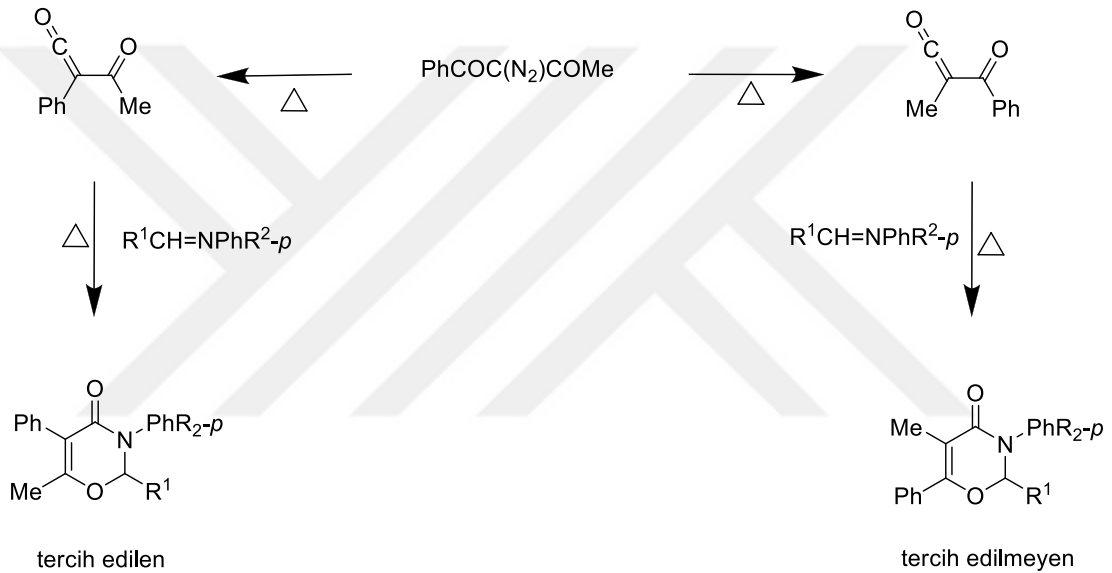 O
O
Ph
Me
PhCOC(N₂)COMe
O
O
Me
Ph
R¹CH=NPhR²-p
R¹CH=NPhR²-p
O
Ph
N
PhR₂-p
Me
O
R¹
O
Me
N
PhR₂-p
Ph
O
R¹
tercih edilen
tercih edilmeyen